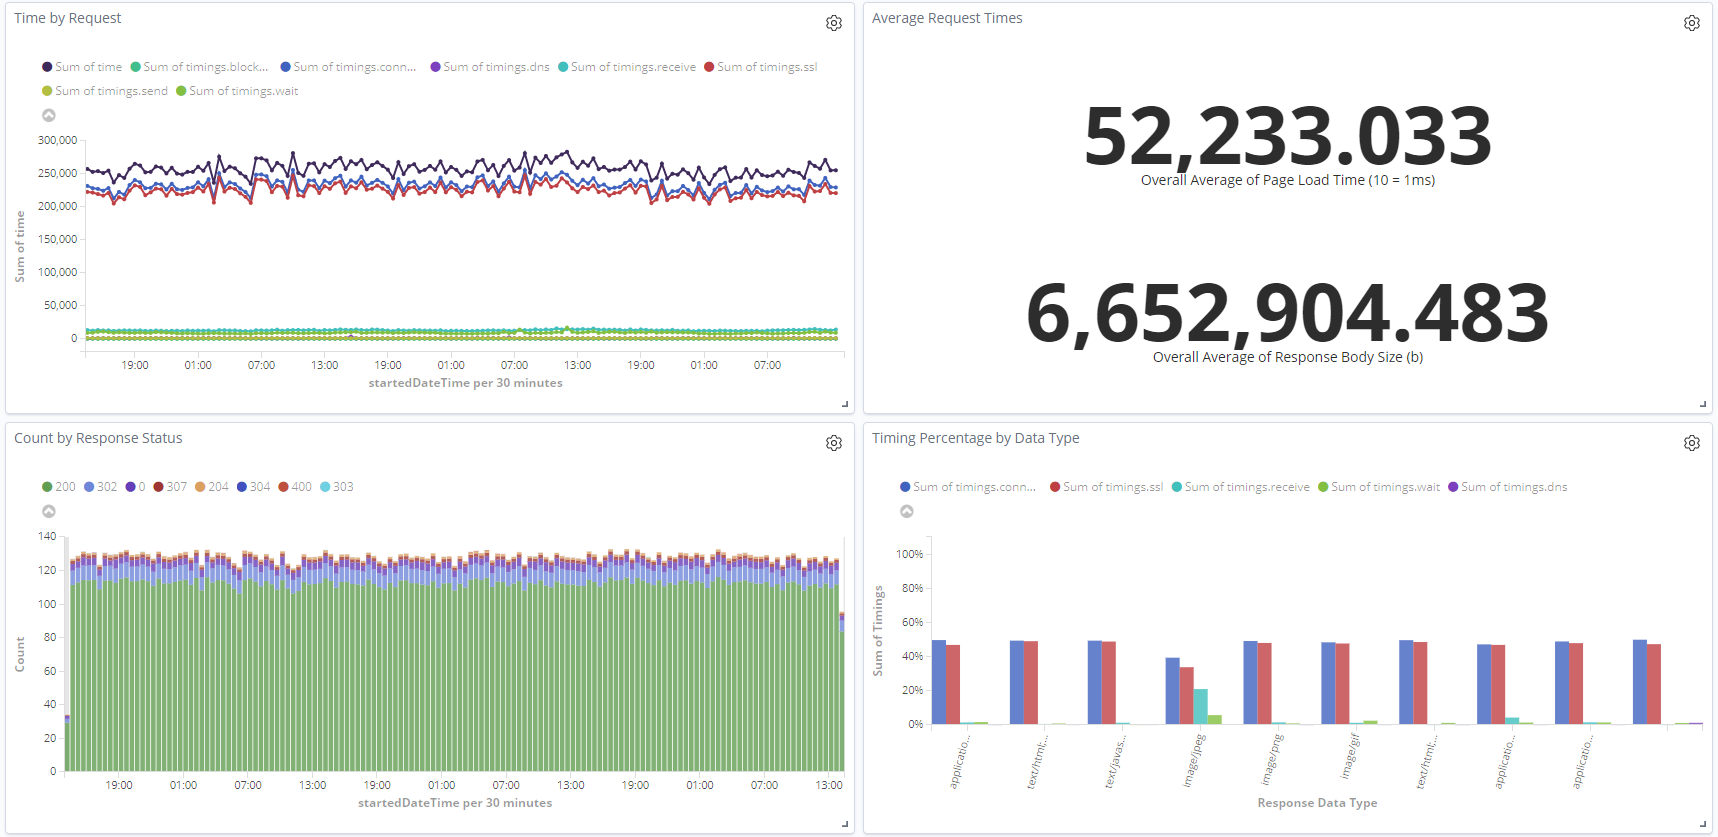 Time by Request
Sum of time Sum of timings.block... Sum of timings.conn... Sum of timings.dns Sum of timings.receive Sum of timings.ssl
Sum of timings.send Sum of timings.wait
300,000
250,000
200,000
150,000
100,000
50,000
0
Sum of time
19:00 01:00 07:00 13:00 19:00 01:00 07:00 13:00 19:00 01:00 07:00
startedDateTime per 30 minutes
Average Request Times
52,233.033
Overall Average of Page Load Time (10 = 1ms)
6,652,904.483
Overall Average of Response Body Size (b)
Count by Response Status
200 302 0 307 204 304 400 303
140
120
100
80
60
40
20
0
Count
19:00 01:00 07:00 13:00 19:00 01:00 07:00 13:00 19:00 01:00 07:00 13:00
startedDateTime per 30 minutes
Timing Percentage by Data Type
Sum of timings.conn... Sum of timings.ssl Sum of timings.receive Sum of timings.wait Sum of timings.dns
100%
80%
60%
40%
20%
0%
Sum of Timings
applicatio... text/html;... text/javas... image/jpeg image/png image/gif text/html;... applicatio... applicatio...
Response Data Type